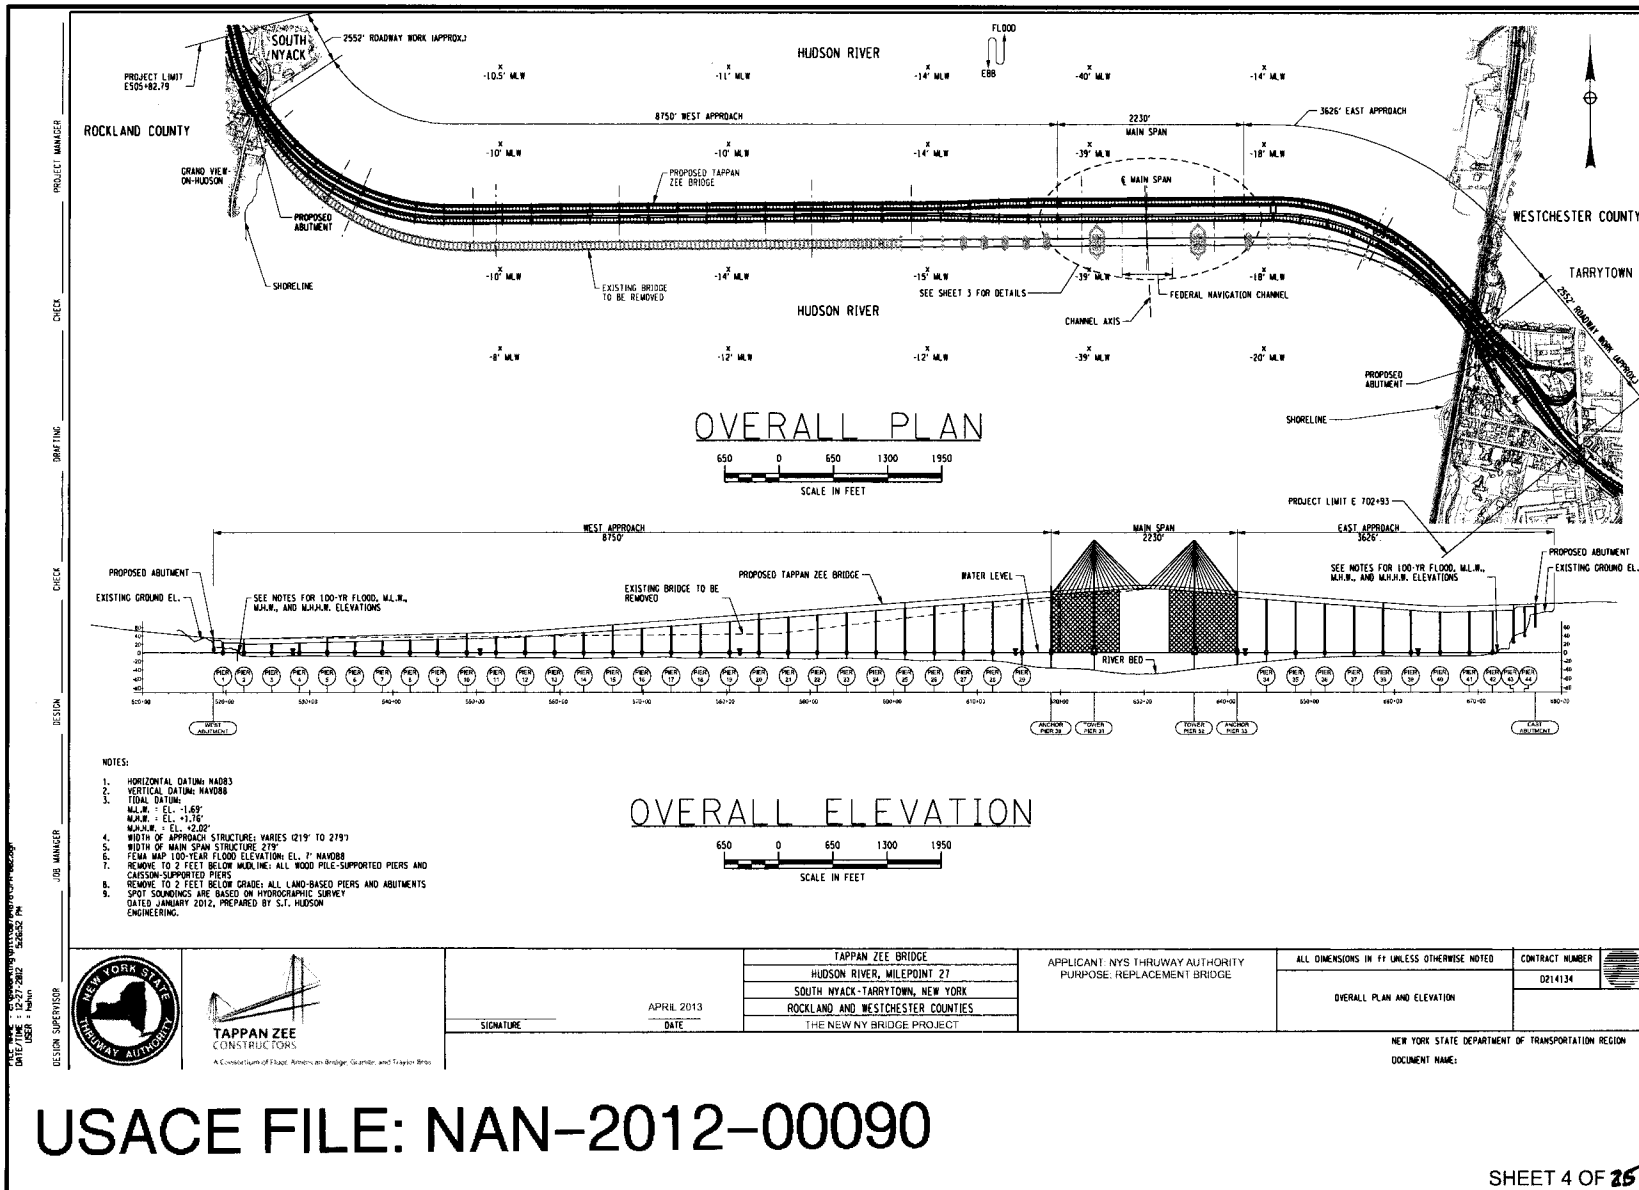 SOUTH
NYACK
2552' ROADWAY WORK (APPROX.)
PROJECT LIMIT
E505+82.79
ROCKLAND COUNTY
GRAND VIEW-
ON-HUDSON
PROPOSED
ABUTMENT
SHORELINE
HUDSON RIVER
FLOOD
EBB
-10.5' MLW
-11' MLW
-14' MLW
-40' MLW
-14' MLW
8750' WEST APPROACH
2230'
MAIN SPAN
3626' EAST APPROACH
-10' MLW
-10' MLW
-14' MLW
-39' MLW
-18' MLW
PROPOSED TAPPAN
ZEE BRIDGE
℄ MAIN SPAN
WESTCHESTER COUNTY
TARRYTOWN
-10' MLW
-14' MLW
-15' MLW
-39' MLW
-18' MLW
EXISTING BRIDGE
TO BE REMOVED
SEE SHEET 3 FOR DETAILS
FEDERAL NAVIGATION CHANNEL
HUDSON RIVER
CHANNEL AXIS
2552' ROADWAY WORK (APPROX.)
-8' MLW
-12' MLW
-12' MLW
-39' MLW
-20' MLW
PROPOSED
ABUTMENT
SHORELINE
OVERALL PLAN
650 0 650 1300 1950
SCALE IN FEET
PROJECT LIMIT E 702+93
WEST APPROACH
8750'
MAIN SPAN
2230'
EAST APPROACH
3626'
PROPOSED ABUTMENT
EXISTING GROUND EL.
SEE NOTES FOR 100-YR FLOOD, M.L.W.,
M.H.W., AND M.H.H.W. ELEVATIONS
EXISTING BRIDGE TO BE
REMOVED
PROPOSED TAPPAN ZEE BRIDGE
WATER LEVEL
SEE NOTES FOR 100-YR FLOOD, M.L.W.,
M.H.W., AND M.H.H.W. ELEVATIONS
PROPOSED ABUTMENT
EXISTING GROUND EL.
RIVER BED
WEST
ABUTMENT
ANCHOR
PIER 30
TOWER
PIER 31
TOWER
PIER 32
ANCHOR
PIER 33
EAST
ABUTMENT
NOTES:
1. HORIZONTAL DATUM: NAD83
2. VERTICAL DATUM: NAVD88
3. TIDAL DATUM:
M.L.W. = EL. -1.69'
M.H.W. = EL. +1.76'
M.H.H.W. = EL. +2.02'
4. WIDTH OF APPROACH STRUCTURE: VARIES (219' TO 279')
5. WIDTH OF MAIN SPAN STRUCTURE 279'
6. FEMA MAP 100-YEAR FLOOD ELEVATION: EL. 7' NAVD88
7. REMOVE TO 2 FEET BELOW MUDLINE: ALL WOOD PILE-SUPPORTED PIERS AND
CAISSON-SUPPORTED PIERS
8. REMOVE TO 2 FEET BELOW GRADE: ALL LAND-BASED PIERS AND ABUTMENTS
9. SPOT SOUNDINGS ARE BASED ON HYDROGRAPHIC SURVEY
DATED JANUARY 2012, PREPARED BY S.T. HUDSON
ENGINEERING.
OVERALL ELEVATION
650 0 650 1300 1950
SCALE IN FEET
PROJECT MANAGER
CHECK
DRAFTING
CHECK
DESIGN
JOB MANAGER
DESIGN SUPERVISOR
DATE/TIME = 12-27-2012
USER =
NEW YORK STATE
THRUWAY AUTHORITY
TAPPAN ZEE
CONSTRUCTORS
A Consortium of Fluor, American Bridge, Granite, and Traylor Bros
SIGNATURE
APRIL 2013
DATE
TAPPAN ZEE BRIDGE
HUDSON RIVER, MILEPOINT 27
SOUTH NYACK-TARRYTOWN, NEW YORK
ROCKLAND AND WESTCHESTER COUNTIES
THE NEW NY BRIDGE PROJECT
APPLICANT: NYS THRUWAY AUTHORITY
PURPOSE: REPLACEMENT BRIDGE
ALL DIMENSIONS IN FT UNLESS OTHERWISE NOTED
OVERALL PLAN AND ELEVATION
CONTRACT NUMBER
D214134
NEW YORK STATE DEPARTMENT OF TRANSPORTATION REGION
DOCUMENT NAME:
USACE FILE: NAN-2012-00090
SHEET 4 OF 25